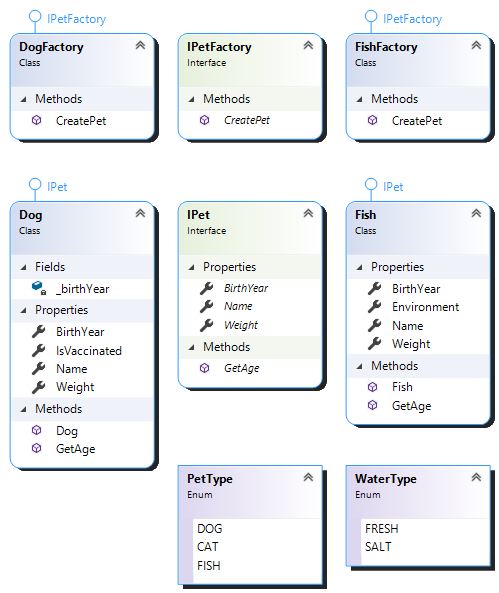 IPetFactory
DogFactory
Class
Methods
CreatePet
IPetFactory
Interface
Methods
CreatePet
IPetFactory
FishFactory
Class
Methods
CreatePet
IPet
Dog
Class
Fields
_birthYear
Properties
BirthYear
IsVaccinated
Name
Weight
Methods
Dog
GetAge
IPet
Interface
Properties
BirthYear
Name
Weight
Methods
GetAge
IPet
Fish
Class
Properties
BirthYear
Environment
Name
Weight
Methods
Fish
GetAge
PetType
Enum
DOG
CAT
FISH
WaterType
Enum
FRESH
SALT